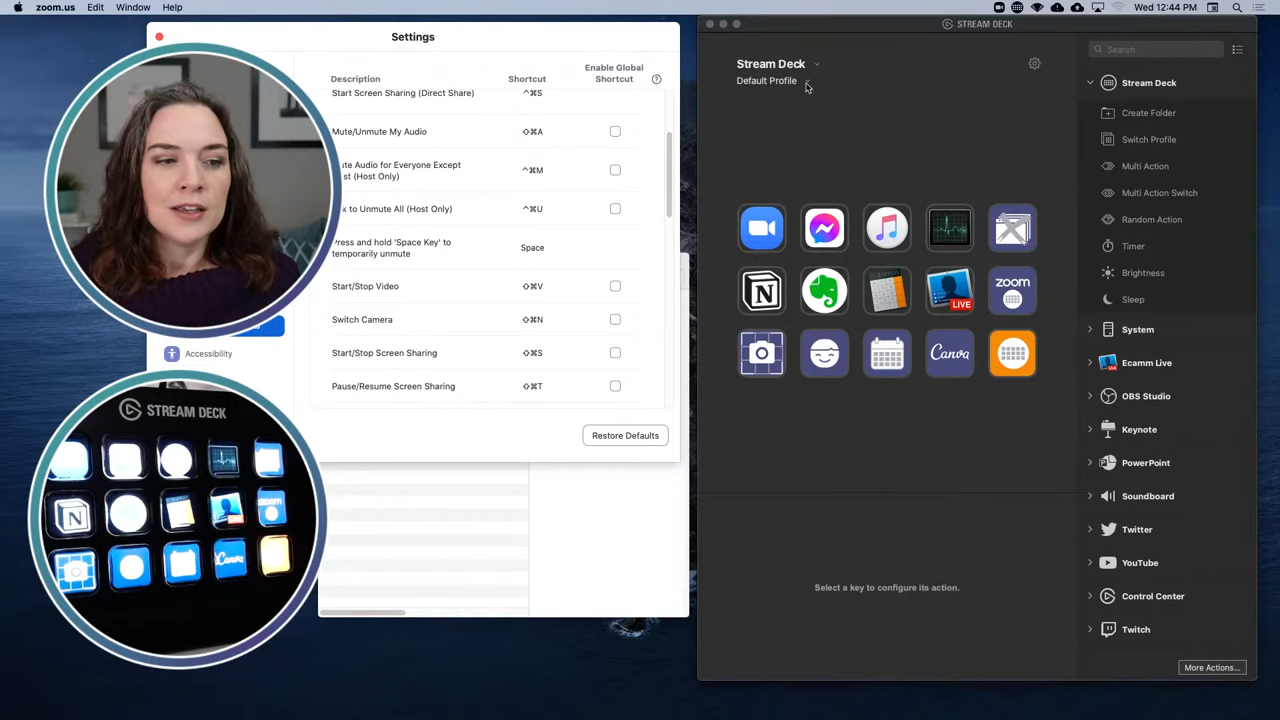 zoom.us Edit Window Help
Wed 12:44 PM
Settings
Description
Shortcut
Enable Global
Shortcut
?
Start Screen Sharing (Direct Share) ^⌘S
Mute/Unmute My Audio ⇧⌘A
ute Audio for Everyone Except
st (Host Only)
^⌘M
k to Unmute All (Host Only) ^⌘U
Press and hold 'Space Key' to
temporarily unmute
Space
Start/Stop Video ⇧⌘V
Switch Camera ⇧⌘N
Start/Stop Screen Sharing ⇧⌘S
Pause/Resume Screen Sharing ⇧⌘T
Accessibility
Restore Defaults
STREAM DECK
N
zoom
Canva
STREAM DECK
Stream Deck
Default Profile
LIVE
N
zoom
Canva
Select a key to configure its action.
Search
Stream Deck
Create Folder
Switch Profile
Multi Action
Multi Action Switch
Random Action
Timer
Brightness
Sleep
System
Ecamm Live
OBS Studio
Keynote
PowerPoint
Soundboard
Twitter
YouTube
Control Center
Twitch
More Actions...